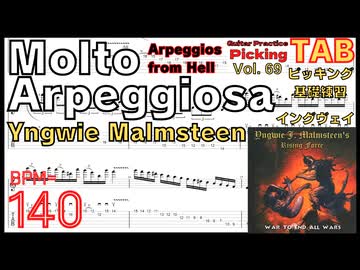 Molto
Arpeggiosa
Arpeggios
from Hell
Yngwie Malmsteen
Guitar Practice
Picking
Vol. 69
TAB
ピッキング
基礎練習
イングヴェイ
BPM=
140
Yngwie J. Malmsteen's
Rising Force
WAR TO END ALL WARS